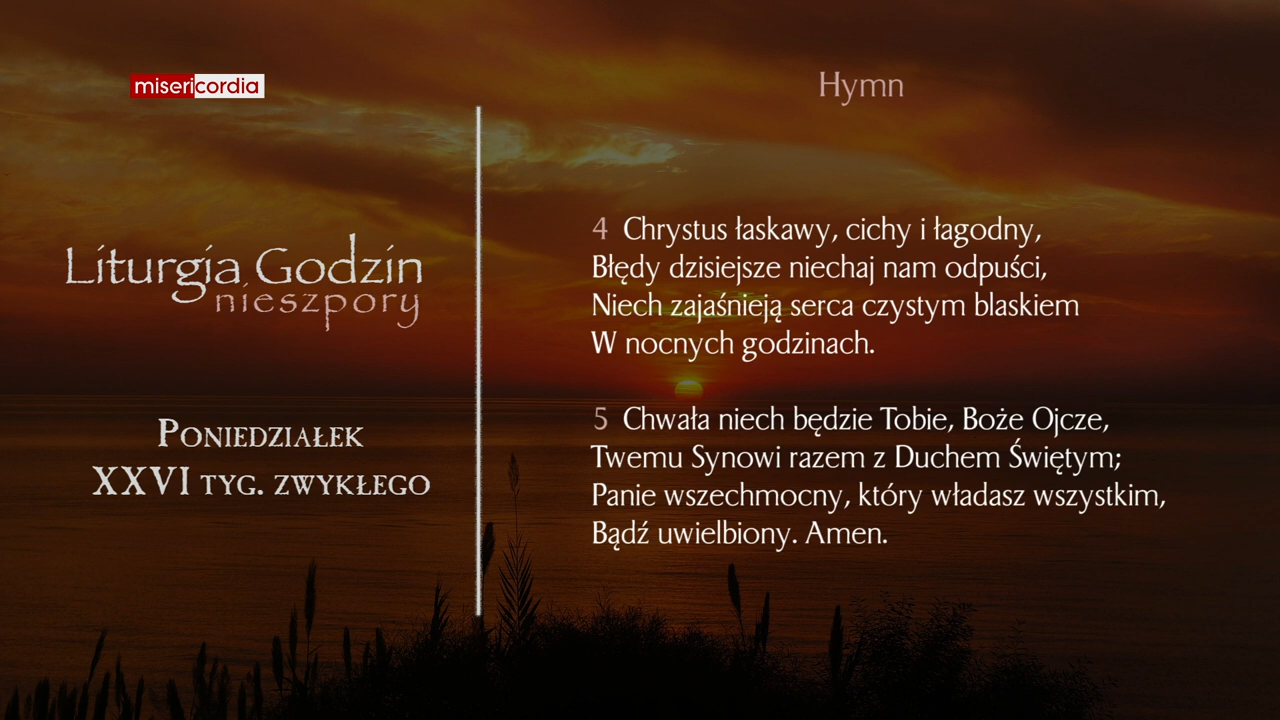 misericordia
Liturgia Godzin
nieszpory
Poniedziałek
XXVI tyg. zwykłego
Hymn
4 Chrystus łaskawy, cichy i łagodny,
Błędy dzisiejsze niechaj nam odpuści,
Niech zajaśnieją serca czystym blaskiem
W nocnych godzinach.
5 Chwała niech będzie Tobie, Boże Ojcze,
Twemu Synowi razem z Duchem Świętym;
Panie wszechmocny, który władasz wszystkim,
Bądź uwielbiony. Amen.